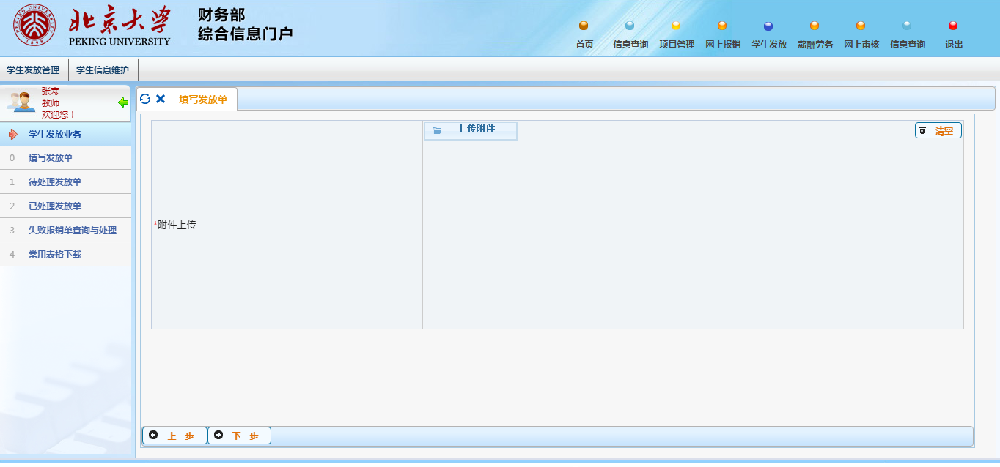 北京大学
PEKING UNIVERSITY
财务部
综合信息门户
首页 信息查询 项目管理 网上报销 学生发放 薪酬劳务 网上审核 信息查询 退出
学生发放管理 学生信息维护
张寒
教师
欢迎您！
填写发放单
学生发放业务
0 填写发放单
1 待处理发放单
2 已处理发放单
3 失败报销单查询与处理
4 常用表格下载
上传附件
清空
*附件上传
上一步 下一步